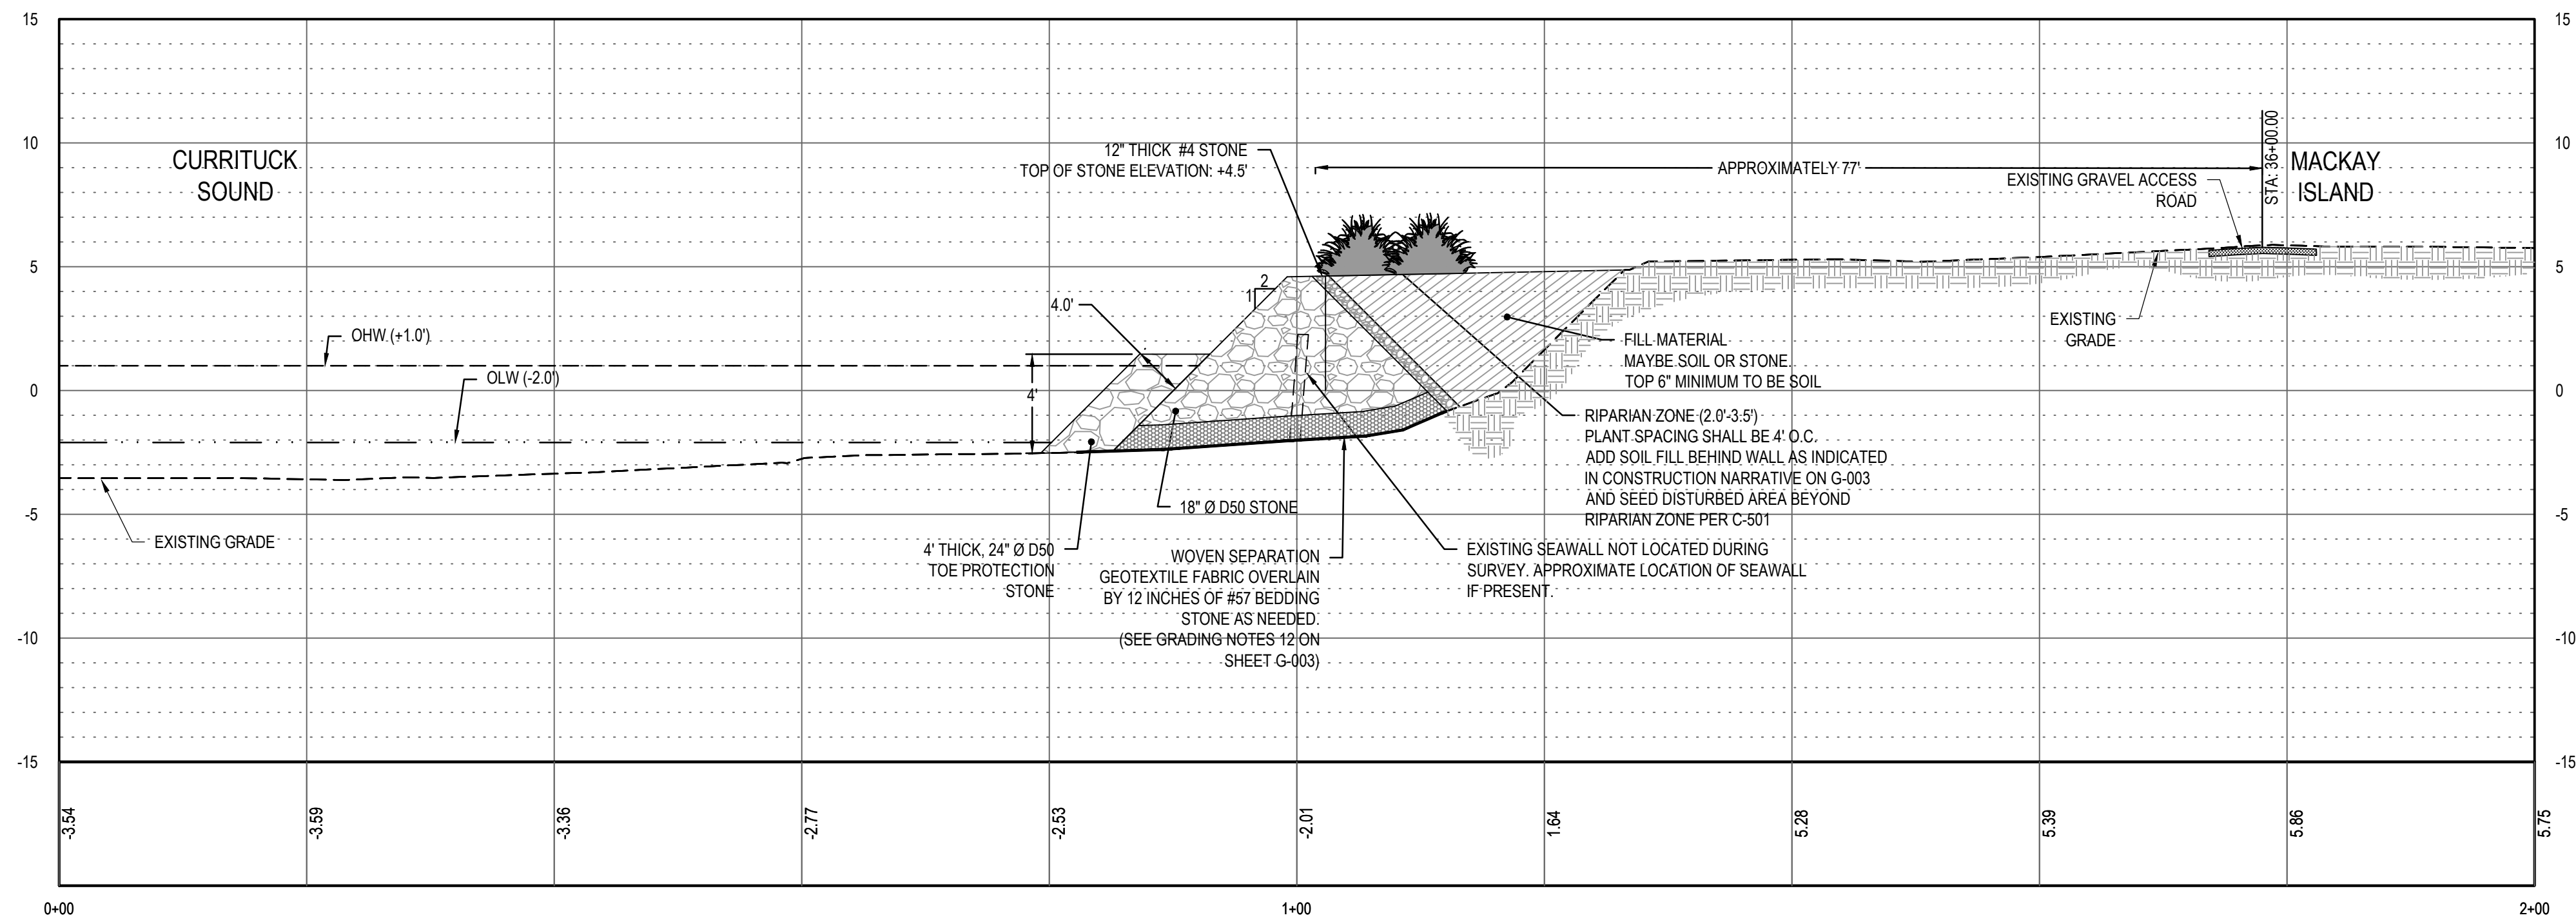 15
15
10
10
5
5
0
0
-5
-5
-10
-10
-15
-15
CURRITUCK
SOUND
12" THICK #4 STONE
TOP OF STONE ELEVATION: +4.5'
APPROXIMATELY 77'
STA: 36+00.00
MACKAY
ISLAND
EXISTING GRAVEL ACCESS
ROAD
2
1
4.0'
OHW (+1.0')
OLW (-2.0')
4'
EXISTING
GRADE
FILL MATERIAL
MAYBE SOIL OR STONE.
TOP 6" MINIMUM TO BE SOIL
RIPARIAN ZONE (2.0'-3.5')
PLANT SPACING SHALL BE 4' O.C.
ADD SOIL FILL BEHIND WALL AS INDICATED
IN CONSTRUCTION NARRATIVE ON G-003
AND SEED DISTURBED AREA BEYOND
RIPARIAN ZONE PER C-501
18" Ø D50 STONE
EXISTING GRADE
4' THICK, 24" Ø D50
TOE PROTECTION
STONE
WOVEN SEPARATION
GEOTEXTILE FABRIC OVERLAIN
BY 12 INCHES OF #57 BEDDING
STONE AS NEEDED.
(SEE GRADING NOTES 12 ON
SHEET G-003)
EXISTING SEAWALL NOT LOCATED DURING
SURVEY. APPROXIMATE LOCATION OF SEAWALL
IF PRESENT.
-3.54
-3.59
-3.36
-2.77
-2.53
-2.01
1.64
5.28
5.39
5.86
5.75
0+00
1+00
2+00